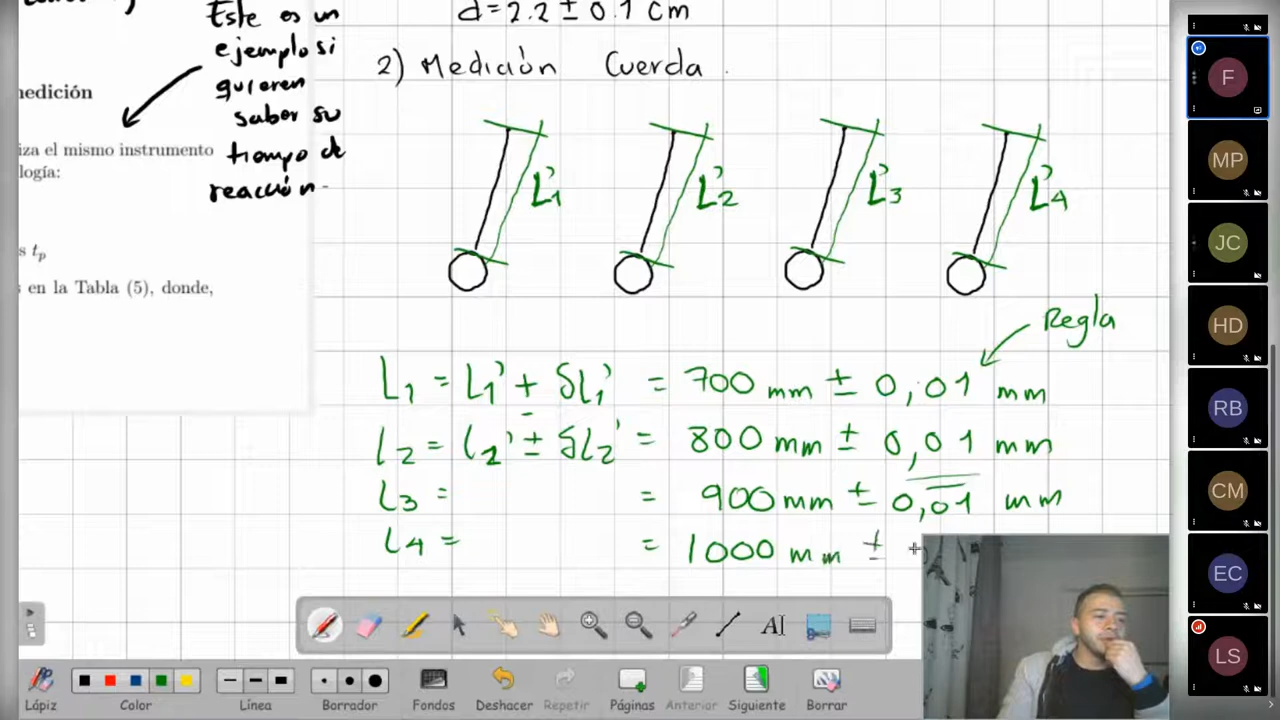 Este es un
ejemplo si
quieren
saber su
tiempo de
reacción
nedición
iza el mismo instrumento
logía:
s tp
s en la Tabla (5), donde,
d = 2.2 ± 0.1 cm
2) Medición Cuerda.
L'1 L'2 L'3 L'4
Regla
L1 = L1' ± δL1' = 700 mm ± 0,01 mm
L2 = L2' ± δL2' = 800 mm ± 0,01 mm
L3 = = 900 mm ± 0,01 mm
L4 = = 1000 mm ±
F
MP
JC
HD
RB
CM
EC
LS
Lápiz Color Línea Borrador Fondos Deshacer Repetir Páginas Anterior Siguiente Borrar